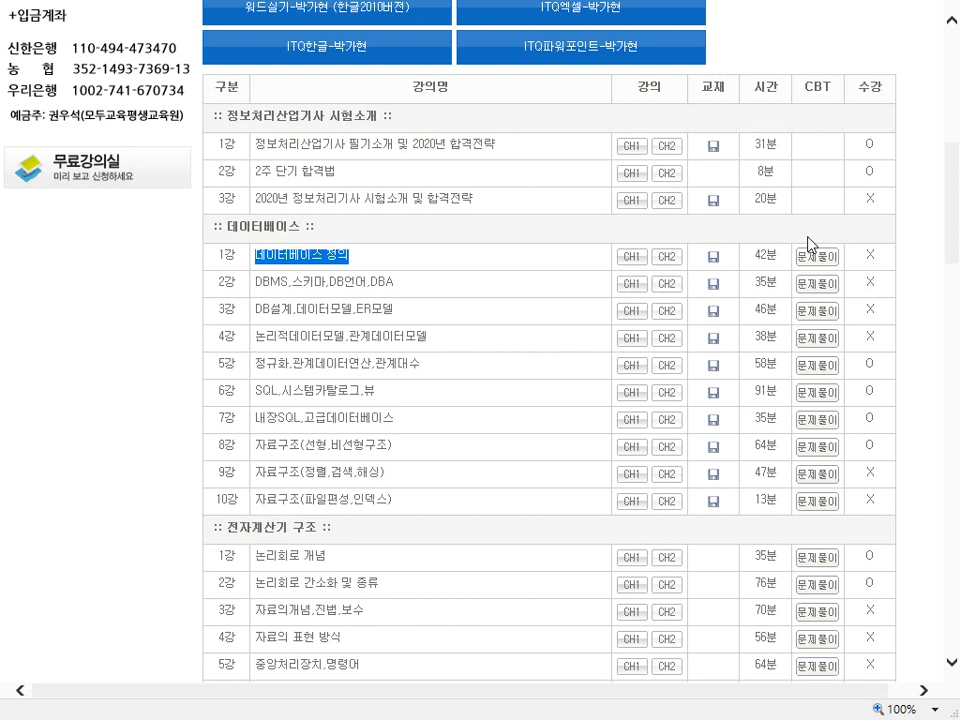 +입금계좌
신한은행 110-494-473470
농 협 352-1493-7369-13
우리은행 1002-741-670734
예금주: 권우석(모두교육평생교육원)
무료강의실
미리 보고 신청하세요
워드실기-박가현 (한글2010버전) ITQ엑셀-박가현
ITQ한글-박가현 ITQ파워포인트-박가현
구분 강의명 강의 교재 시간 CBT 수강
:: 정보처리산업기사 시험소개 ::
1강 정보처리산업기사 필기소개 및 2020년 합격전략 CH1 CH2 31분 O
2강 2주 단기 합격법 CH1 CH2 8분 O
3강 2020년 정보처리기사 시험소개 및 합격전략 CH1 CH2 20분 X
:: 데이터베이스 ::
1강 데이터베이스 정의 CH1 CH2 42분 문제풀이 X
2강 DBMS,스키마,DB언어,DBA CH1 CH2 35분 문제풀이 X
3강 DB설계,데이터모델,ER모델 CH1 CH2 46분 문제풀이 X
4강 논리적데이터모델,관계데이터모델 CH1 CH2 38분 문제풀이 X
5강 정규화,관계데이터연산,관계대수 CH1 CH2 58분 문제풀이 O
6강 SQL,시스템카탈로그,뷰 CH1 CH2 91분 문제풀이 O
7강 내장SQL,고급데이터베이스 CH1 CH2 35분 문제풀이 O
8강 자료구조(선형,비선형구조) CH1 CH2 64분 문제풀이 O
9강 자료구조(정렬,검색,해싱) CH1 CH2 47분 문제풀이 X
10강 자료구조(파일편성,인덱스) CH1 CH2 13분 문제풀이 X
:: 전자계산기 구조 ::
1강 논리회로 개념 CH1 CH2 35분 문제풀이 O
2강 논리회로 간소화 및 종류 CH1 CH2 76분 문제풀이 O
3강 자료의개념,진법,보수 CH1 CH2 70분 문제풀이 X
4강 자료의 표현 방식 CH1 CH2 56분 문제풀이 X
5강 중앙처리장치,명령어 CH1 CH2 64분 문제풀이 X
100%